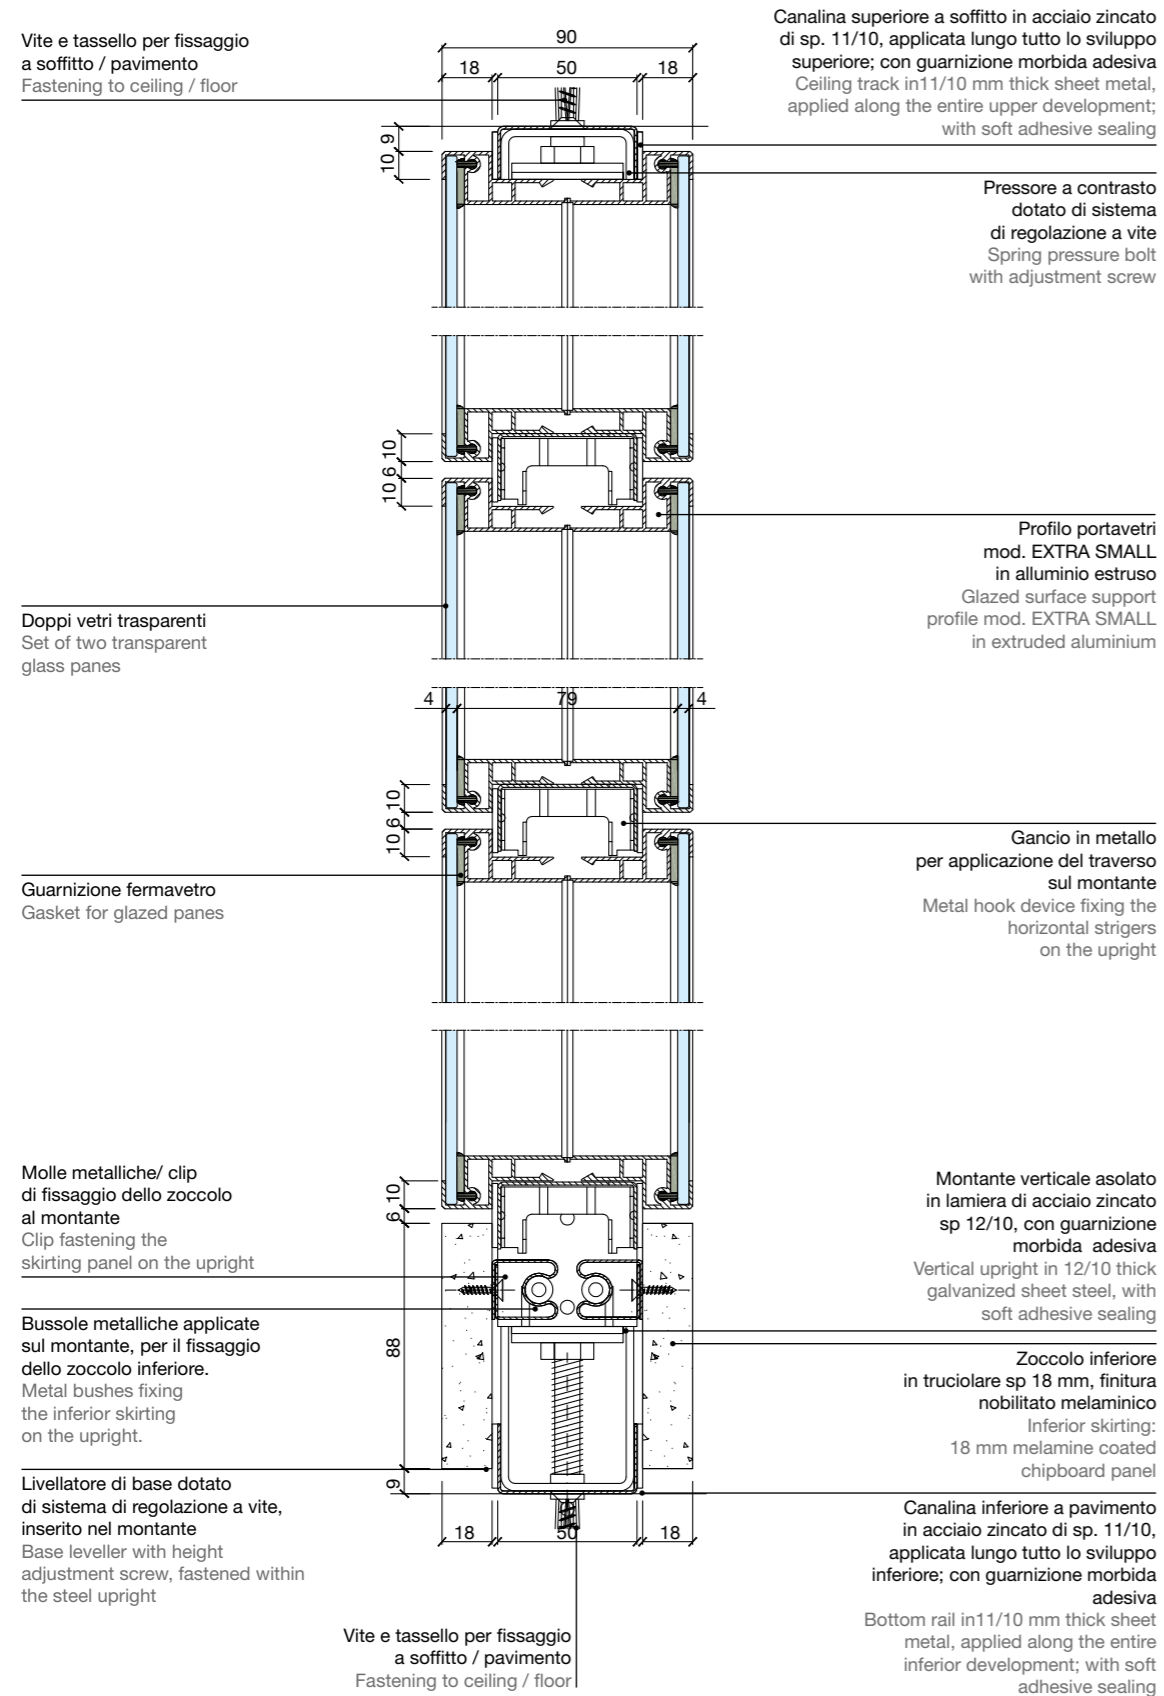 Vite e tassello per fissaggio
a soffitto / pavimento
Fastening to ceiling / floor
Canalina superiore a soffitto in acciaio zincato
di sp. 11/10, applicata lungo tutto lo sviluppo
superiore; con guarnizione morbida adesiva
Ceiling track in11/10 mm thick sheet metal,
applied along the entire upper development;
with soft adhesive sealing
90
18 50 18
9
10
Pressore a contrasto
dotato di sistema
di regolazione a vite
Spring pressure bolt
with adjustment screw
10
6
10
Profilo portavetri
mod. EXTRA SMALL
in alluminio estruso
Glazed surface support
profile mod. EXTRA SMALL
in extruded aluminium
Doppi vetri trasparenti
Set of two transparent
glass panes
4 79 4
10
6
10
Gancio in metallo
per applicazione del traverso
sul montante
Metal hook device fixing the
horizontal strigers
on the upright
Guarnizione fermavetro
Gasket for glazed panes
Molle metalliche/ clip
di fissaggio dello zoccolo
al montante
Clip fastening the
skirting panel on the upright
10
6
88
9
Montante verticale asolato
in lamiera di acciaio zincato
sp 12/10, con guarnizione
morbida adesiva
Vertical upright in 12/10 thick
galvanized sheet steel, with
soft adhesive sealing
Bussole metalliche applicate
sul montante, per il fissaggio
dello zoccolo inferiore.
Metal bushes fixing
the inferior skirting
on the upright.
Zoccolo inferiore
in truciolare sp 18 mm, finitura
nobilitato melaminico
Inferior skirting:
18 mm melamine coated
chipboard panel
Livellatore di base dotato
di sistema di regolazione a vite,
inserito nel montante
Base leveller with height
adjustment screw, fastened within
the steel upright
18 50 18
Canalina inferiore a pavimento
in acciaio zincato di sp. 11/10,
applicata lungo tutto lo sviluppo
inferiore; con guarnizione morbida
adesiva
Bottom rail in11/10 mm thick sheet
metal, applied along the entire
inferior development; with soft
adhesive sealing
Vite e tassello per fissaggio
a soffitto / pavimento
Fastening to ceiling / floor